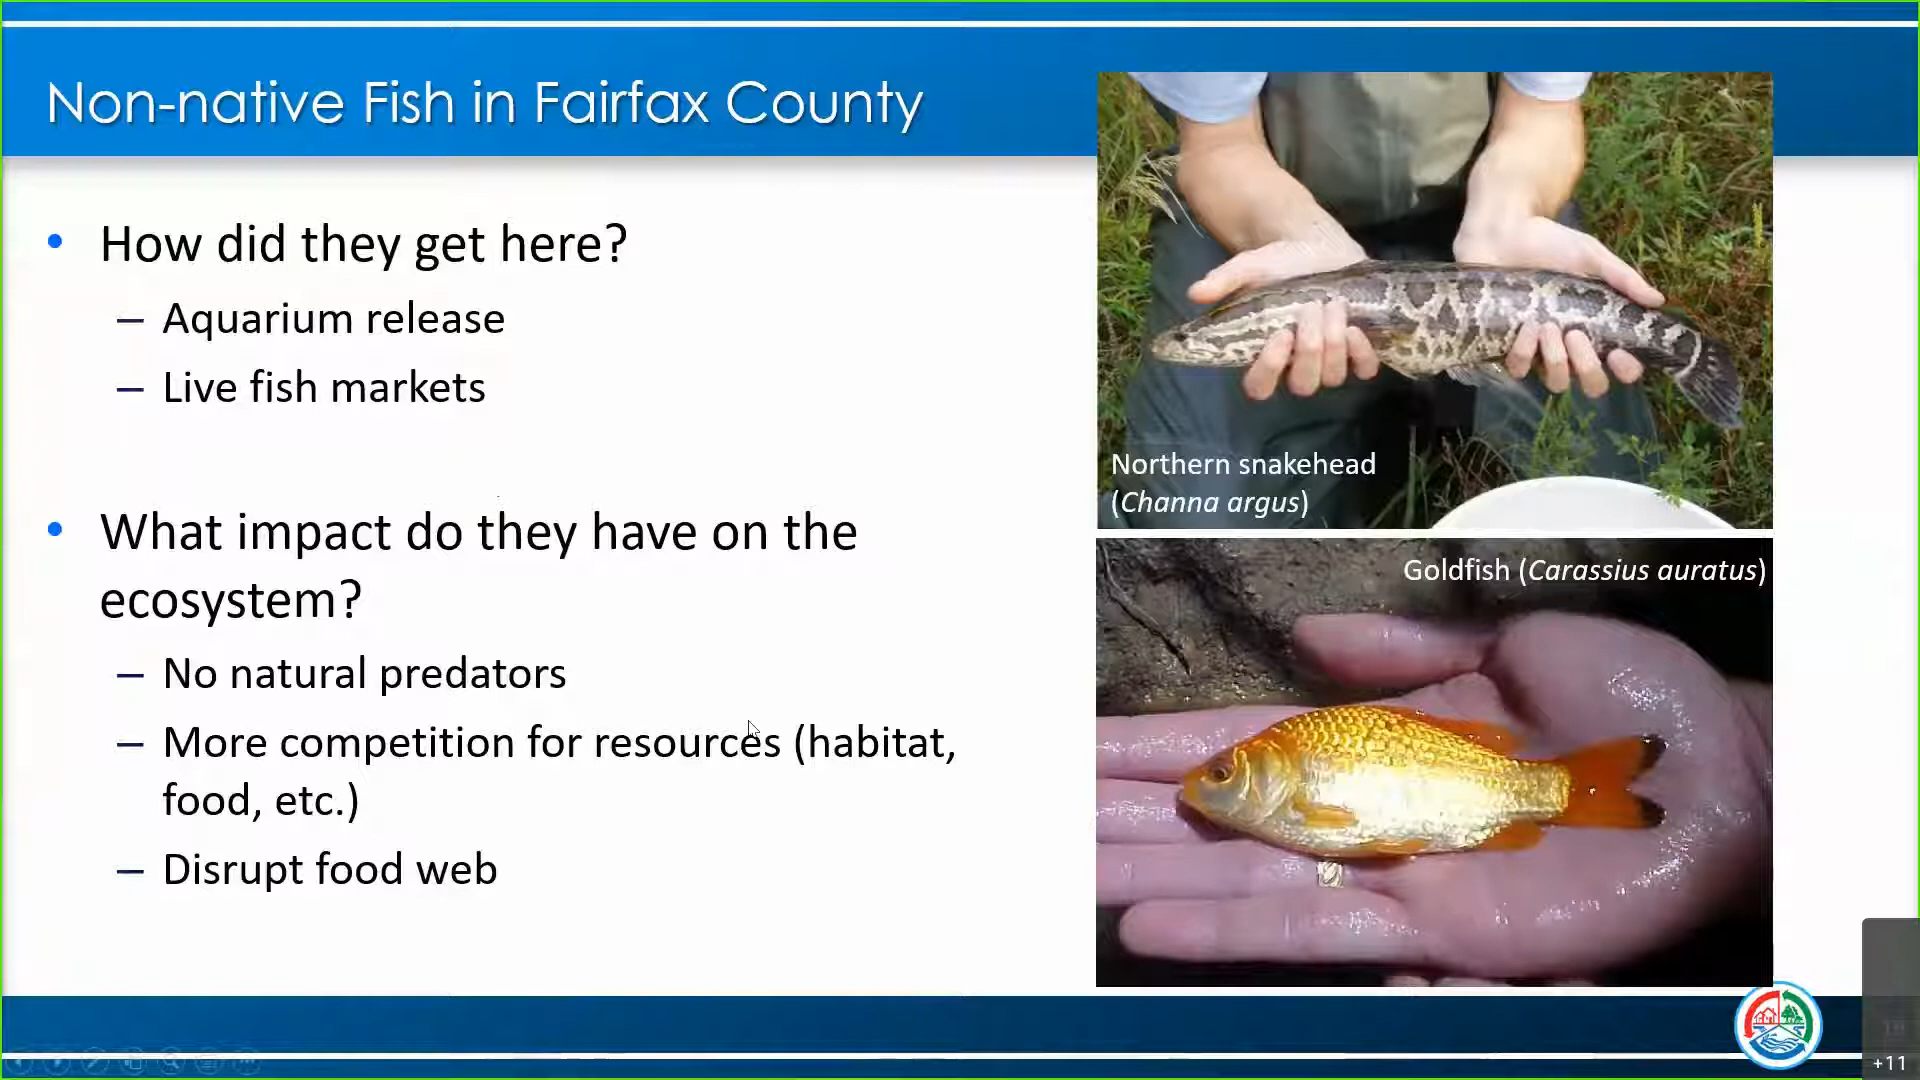 Non-native Fish in Fairfax County
• How did they get here?
– Aquarium release
– Live fish markets
• What impact do they have on the
ecosystem?
– No natural predators
– More competition for resources (habitat,
food, etc.)
– Disrupt food web
Northern snakehead
(Channa argus)
Goldfish (Carassius auratus)
+11